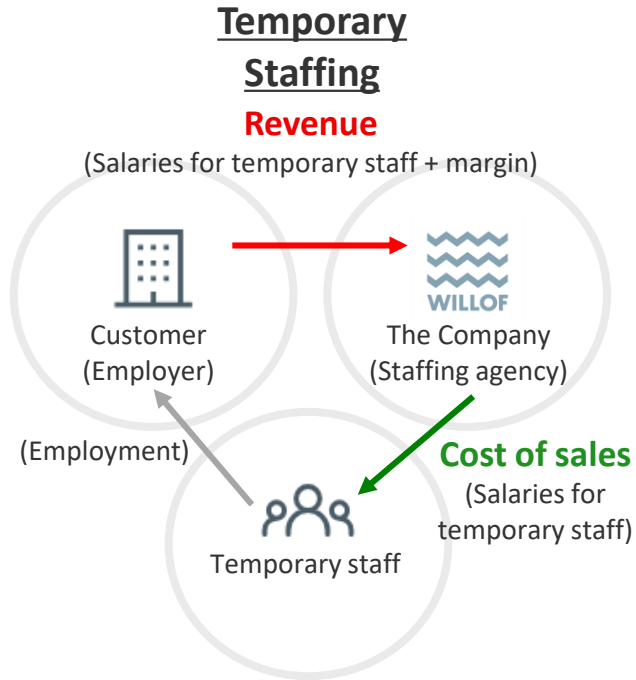 Temporary
Staffing
Revenue
(Salaries for temporary staff + margin)
WILLOF
Customer
(Employer)
The Company
(Staffing agency)
(Employment)
Cost of sales
(Salaries for
temporary staff)
Temporary staff